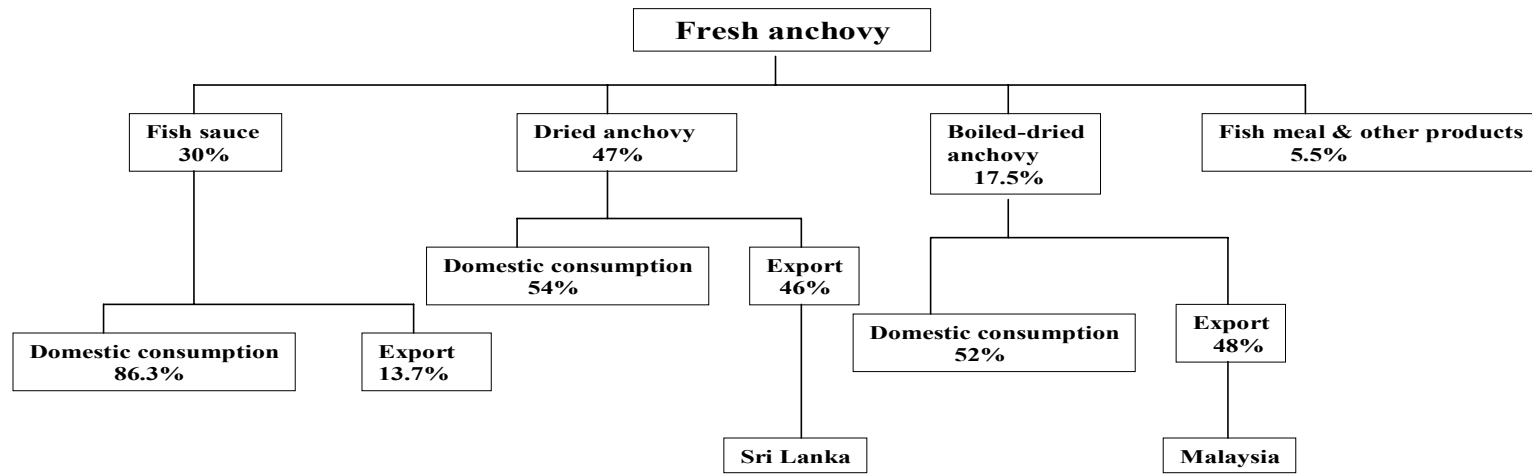 Fresh anchovy
Fish sauce
30%
Dried anchovy
47%
Boiled-dried
anchovy
17.5%
Fish meal & other products
5.5%
Domestic consumption
54%
Export
46%
Domestic consumption
86.3%
Export
13.7%
Domestic consumption
52%
Export
48%
Sri Lanka
Malaysia